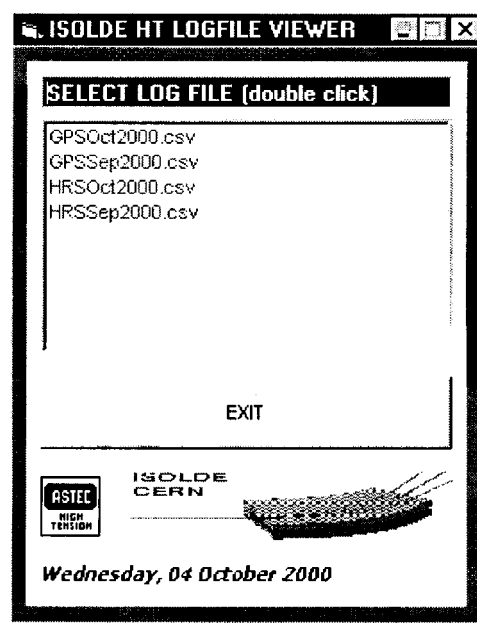 ISOLDE HT LOGFILE VIEWER
SELECT LOG FILE (double click)
GPSOct2000.csv
GPSSep2000.csv
HRSOct2000.csv
HRSSep2000.csv
EXIT
ASTEC
HIGH
TENSION
ISOLDE
CERN
Wednesday, 04 October 2000